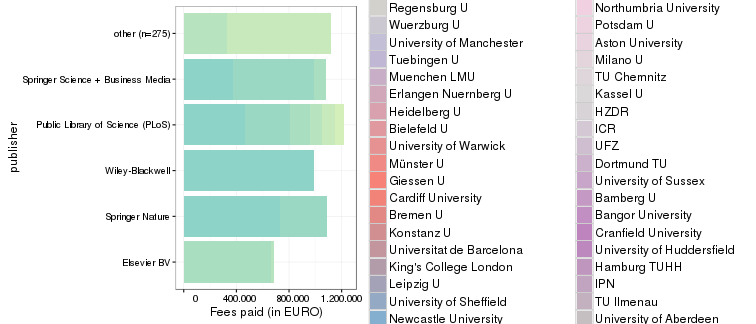 publisher
other (n=275)
Springer Science + Business Media
Public Library of Science (PLoS)
Wiley-Blackwell
Springer Nature
Elsevier BV
0 400.000 800.000 1.200.000
Fees paid (in EURO)
Regensburg U
Wuerzburg U
University of Manchester
Tuebingen U
Muenchen LMU
Erlangen Nuernberg U
Heidelberg U
Bielefeld U
University of Warwick
Münster U
Giessen U
Cardiff University
Bremen U
Konstanz U
Universitat de Barcelona
King's College London
Leipzig U
University of Sheffield
Newcastle University
Northumbria University
Potsdam U
Aston University
Milano U
TU Chemnitz
Kassel U
HZDR
ICR
UFZ
Dortmund TU
University of Sussex
Bamberg U
Bangor University
Cranfield University
University of Huddersfield
Hamburg TUHH
IPN
TU Ilmenau
University of Aberdeen